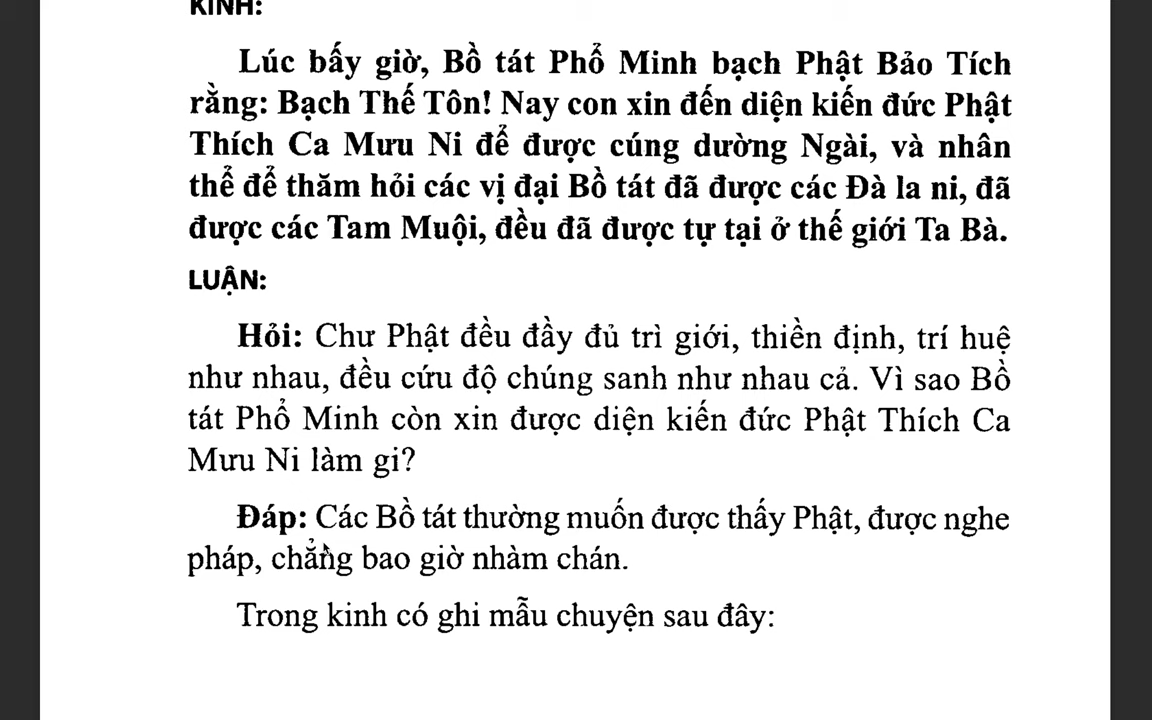 KINH:
Lúc bấy giờ, Bồ tát Phổ Minh bạch Phật Bảo Tích
rằng: Bạch Thế Tôn! Nay con xin đến diện kiến đức Phật
Thích Ca Mưu Ni để được cúng dường Ngài, và nhân
thể để thăm hỏi các vị đại Bồ tát đã được các Đà la ni, đã
được các Tam Muội, đều đã được tự tại ở thế giới Ta Bà.
LUẬN:
Hỏi: Chư Phật đều đầy đủ trì giới, thiền định, trí huệ
như nhau, đều cứu độ chúng sanh như nhau cả. Vì sao Bồ
tát Phổ Minh còn xin được diện kiến đức Phật Thích Ca
Mưu Ni làm gi?
Đáp: Các Bồ tát thường muốn được thấy Phật, được nghe
pháp, chẳng bao giờ nhàm chán.
Trong kinh có ghi mẫu chuyện sau đây: